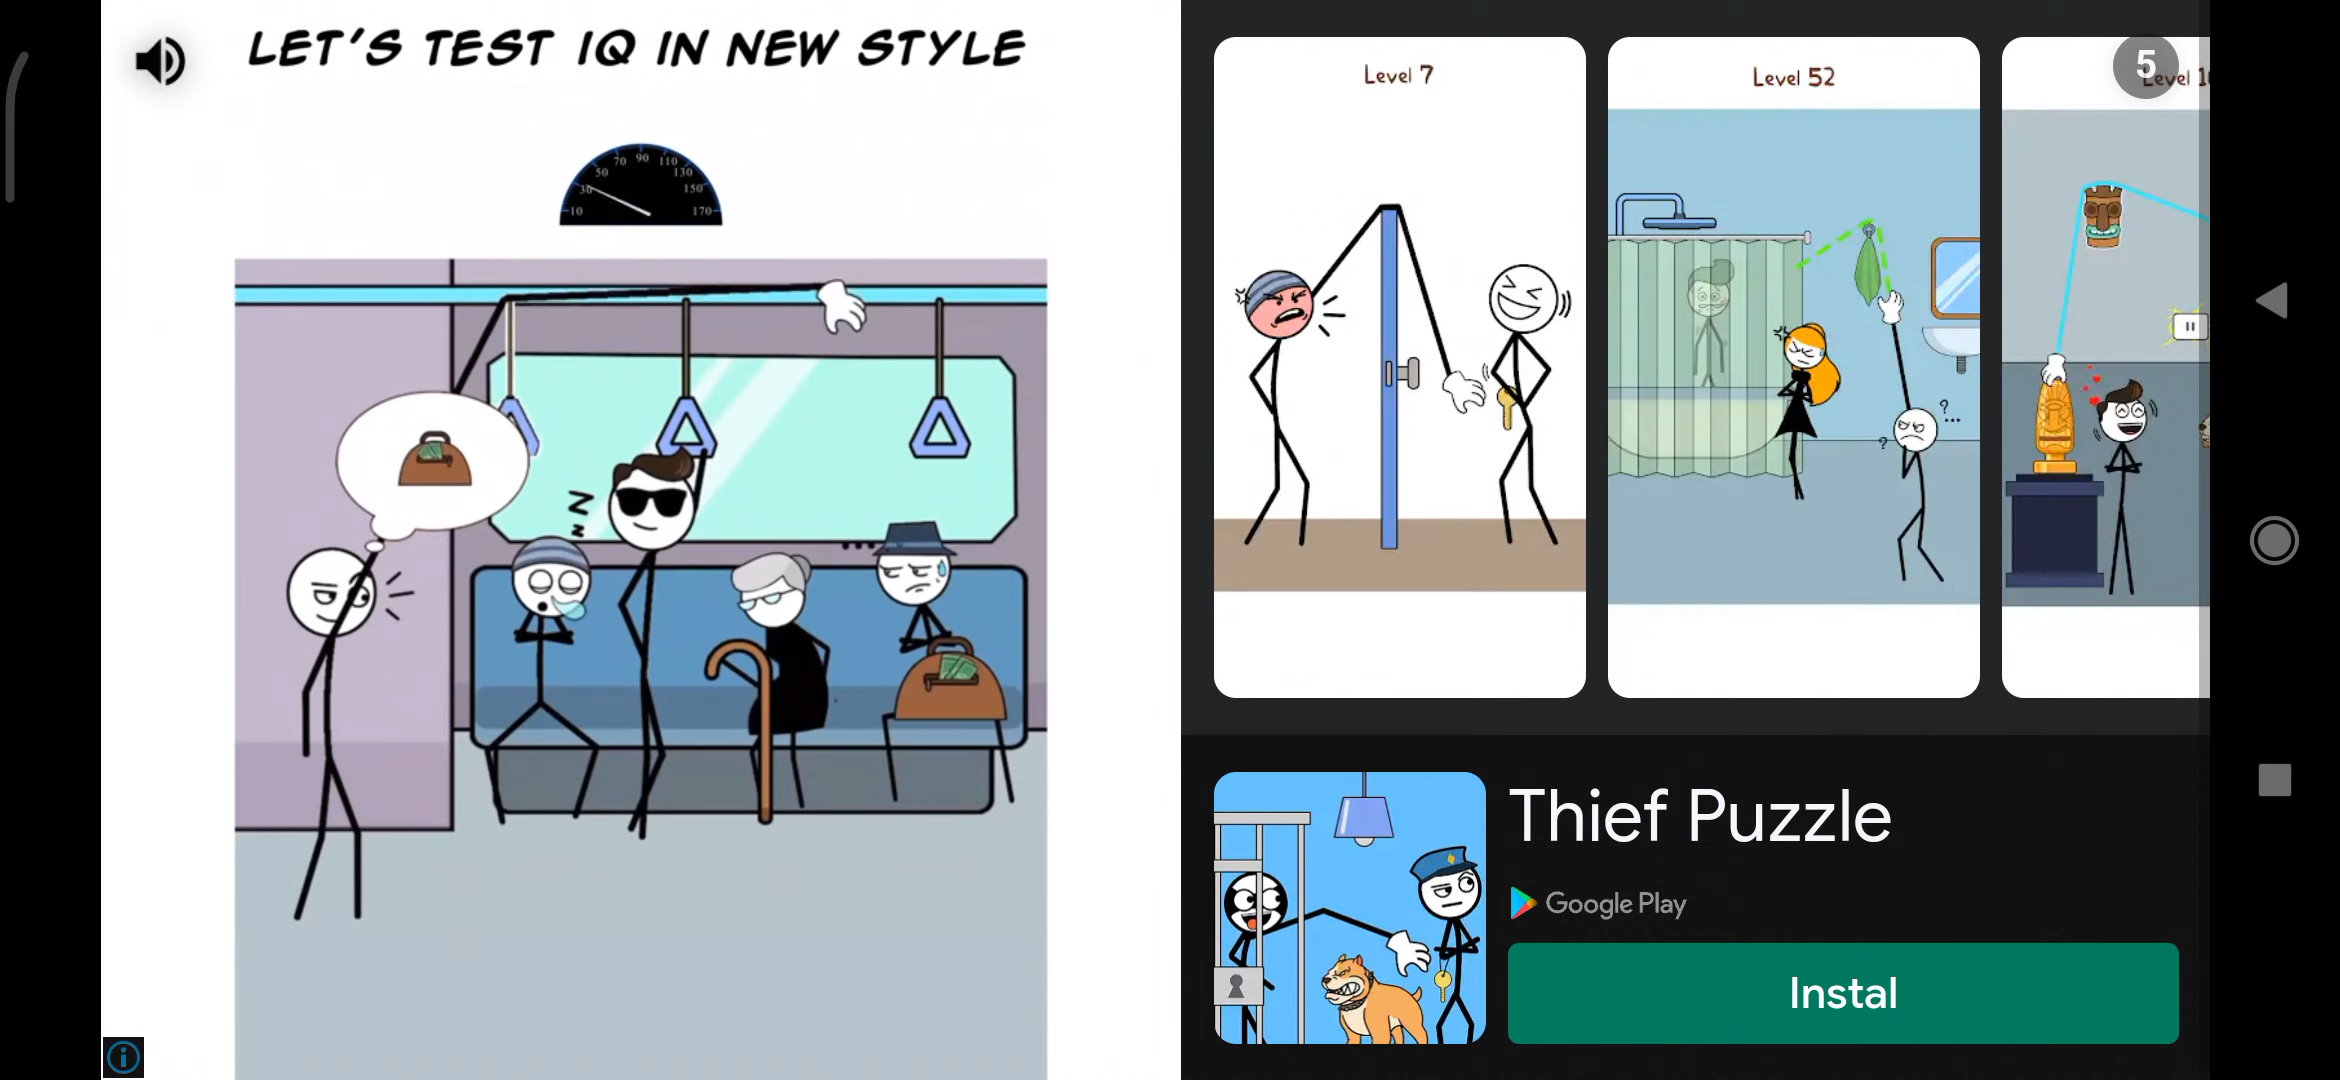 LET'S TEST IQ IN NEW STYLE
10
30
50
70
90
110
130
150
170
Z
z
...
Level 7
Level 52
?
...
?
5
Thief Puzzle
Google Play
Instal